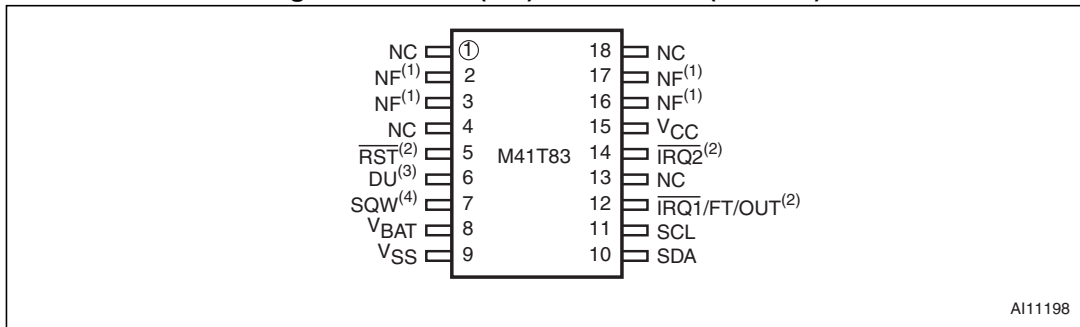 NC 1 18 NC
NF(1) 2 17 NF(1)
NF(1) 3 16 NF(1)
NC 4 15 VCC
RST(2) 5 M41T83 14 IRQ2(2)
DU(3) 6 13 NC
SQW(4) 7 12 IRQ1/FT/OUT(2)
VBAT 8 11 SCL
VSS 9 10 SDA
AI11198